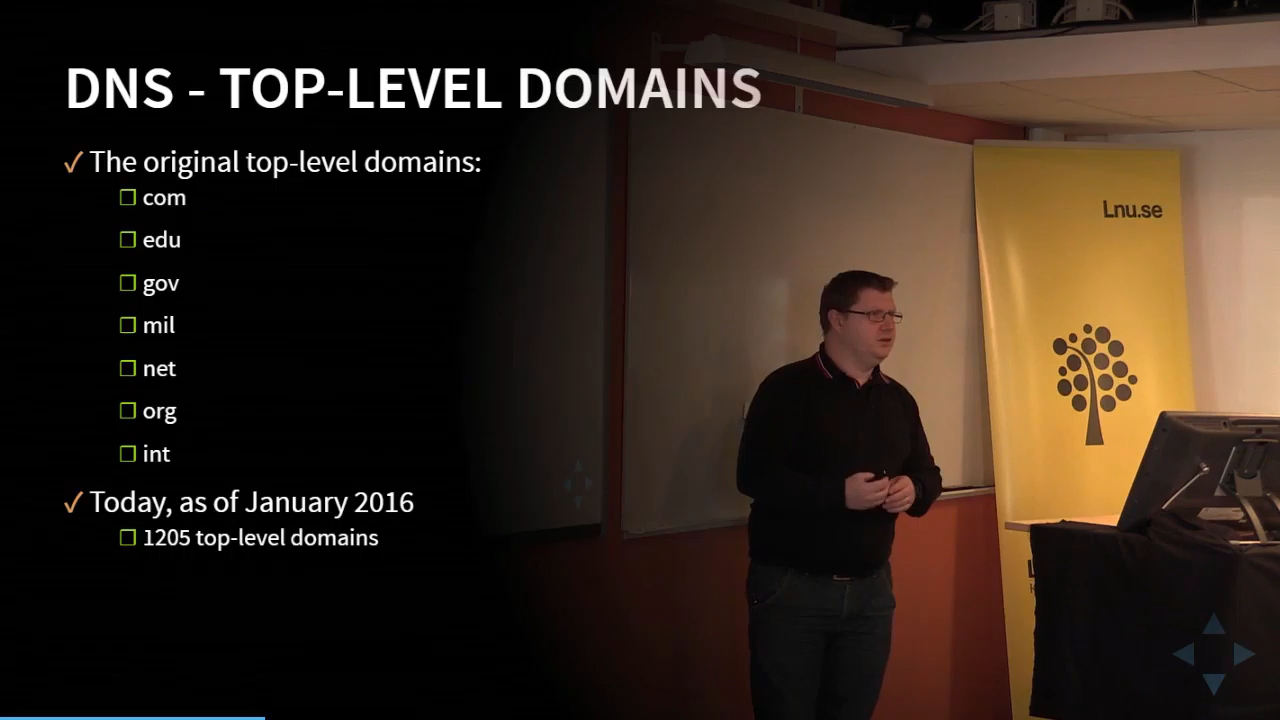 DNS - TOP-LEVEL DOMAINS
✓ The original top-level domains:
❒ com
❒ edu
❒ gov
❒ mil
❒ net
❒ org
❒ int
✓ Today, as of January 2016
❒ 1205 top-level domains
Lnu.se